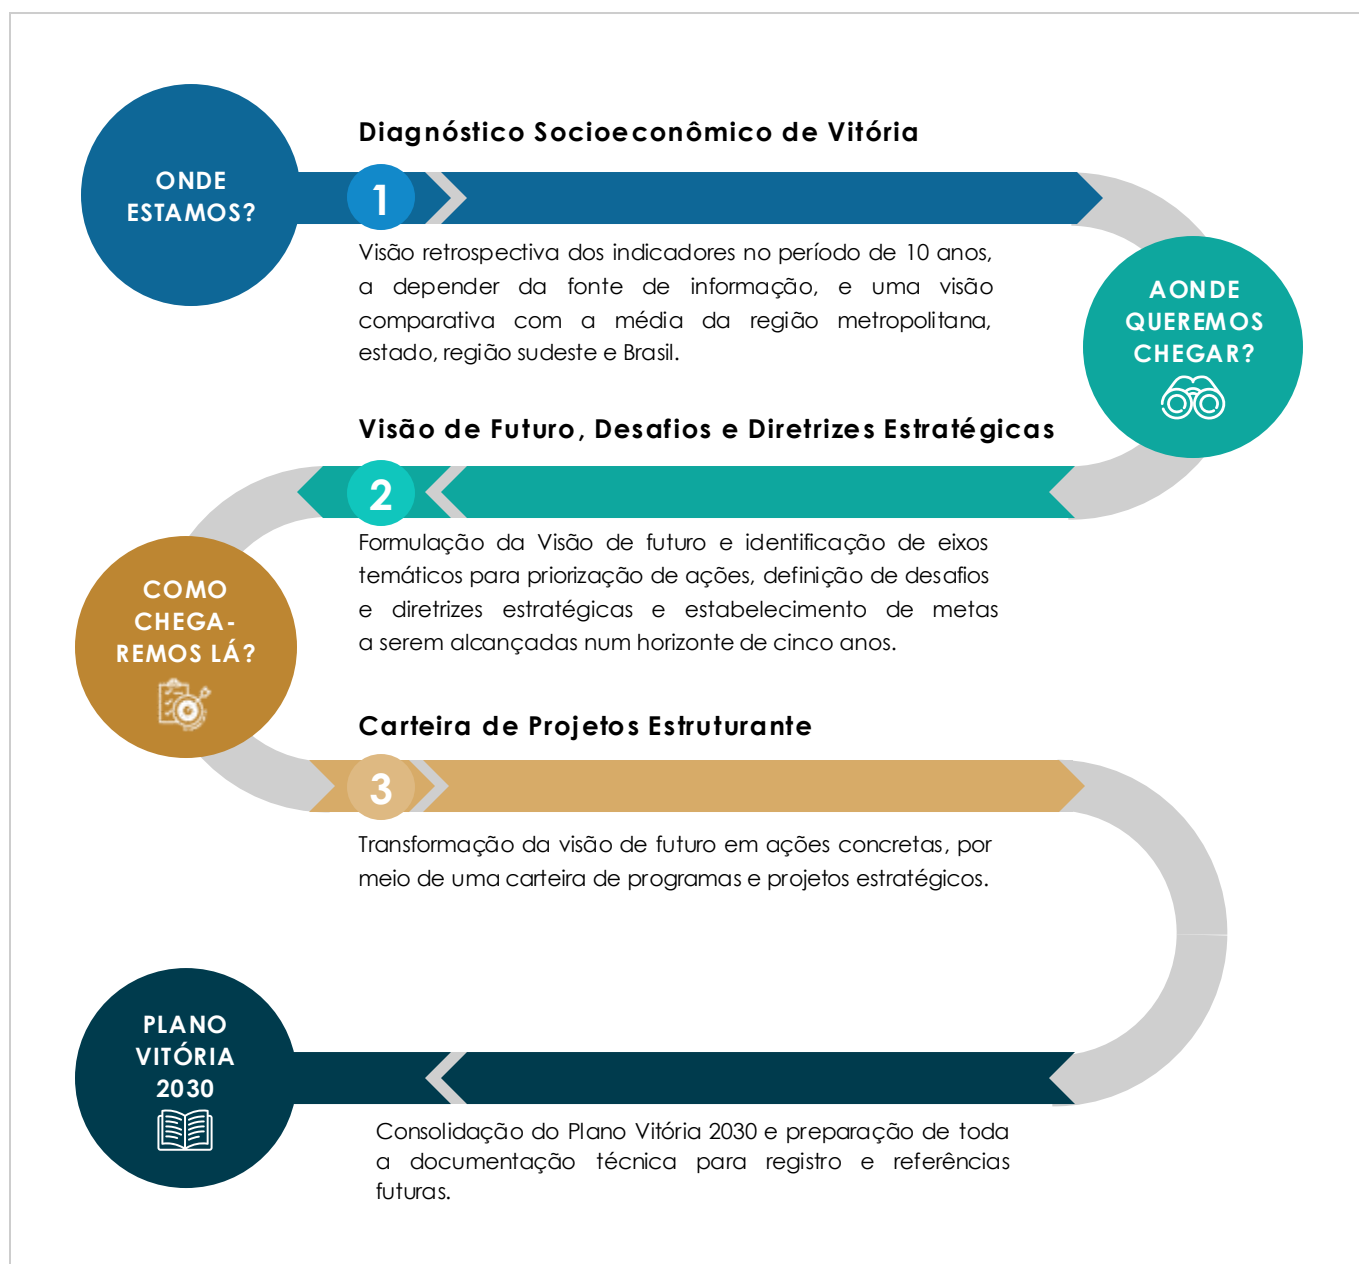 ONDE
ESTAMOS?
Diagnóstico Socioeconômico de Vitória
1
Visão retrospectiva dos indicadores no período de 10 anos,
a depender da fonte de informação, e uma visão
comparativa com a média da região metropolitana,
estado, região sudeste e Brasil.
AONDE
QUEREMOS
CHEGAR?
Visão de Futuro, Desafios e Diretrizes Estratégicas
2
Formulação da Visão de futuro e identificação de eixos
temáticos para priorização de ações, definição de desafios
e diretrizes estratégicas e estabelecimento de metas
a serem alcançadas num horizonte de cinco anos.
COMO
CHEGA-
REMOS LÁ?
Carteira de Projetos Estruturante
3
Transformação da visão de futuro em ações concretas, por
meio de uma carteira de programas e projetos estratégicos.
PLANO
VITÓRIA
2030
Consolidação do Plano Vitória 2030 e preparação de toda
a documentação técnica para registro e referências
futuras.